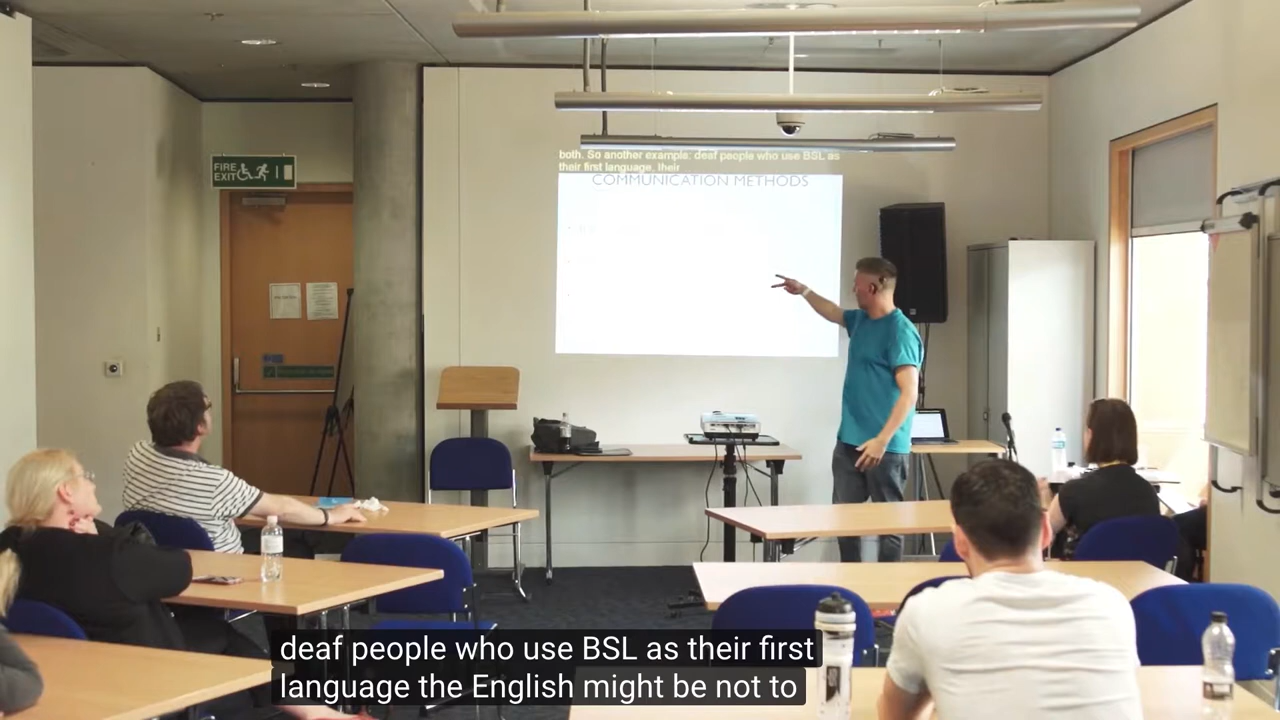 FIRE
EXIT
both. So another example: deaf people who use BSL as
their first language, their
COMMUNICATION METHODS
deaf people who use BSL as their first
language the English might be not to